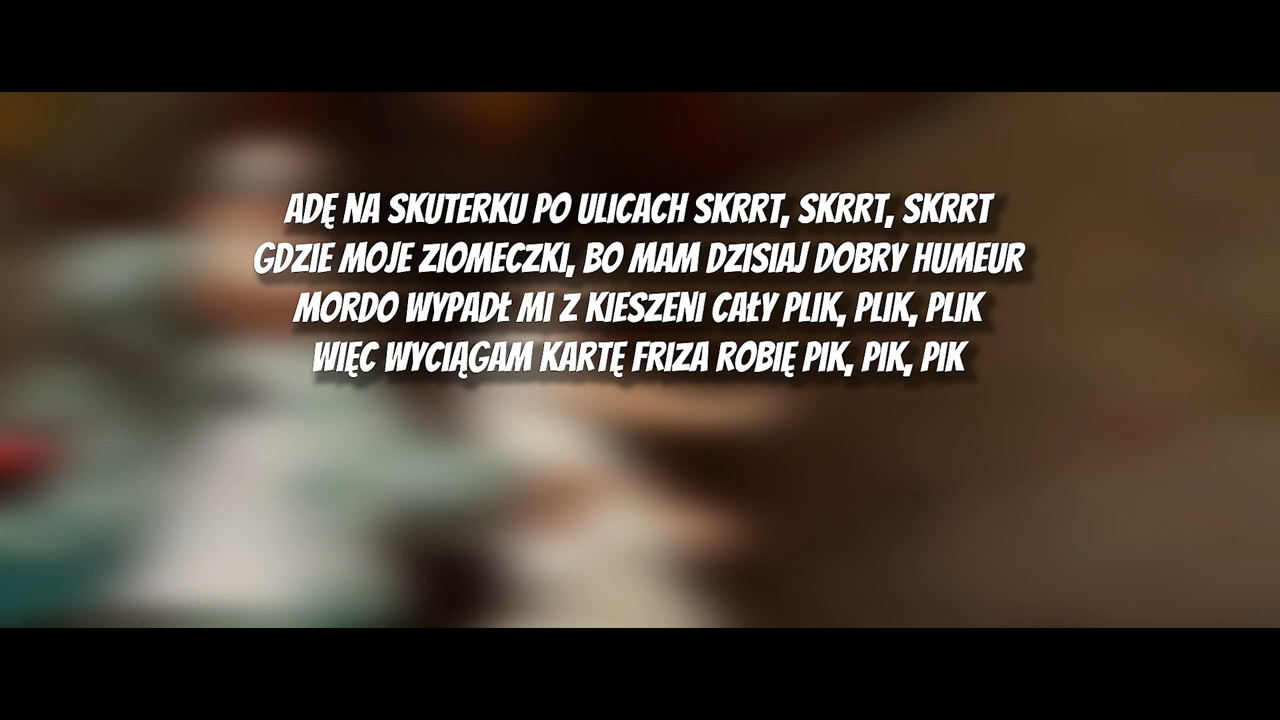 ADĘ NA SKUTERKU PO ULICACH SKRRT, SKRRT, SKRRT
GDZIE MOJE ZIOMECZKI, BO MAM DZISIAJ DOBRY HUMEUR
MORDO WYPADŁ MI Z KIESZENI CAŁY PLIK, PLIK, PLIK
WIĘC WYCIĄGAM KARTĘ FRIZA ROBIĘ PIK, PIK, PIK